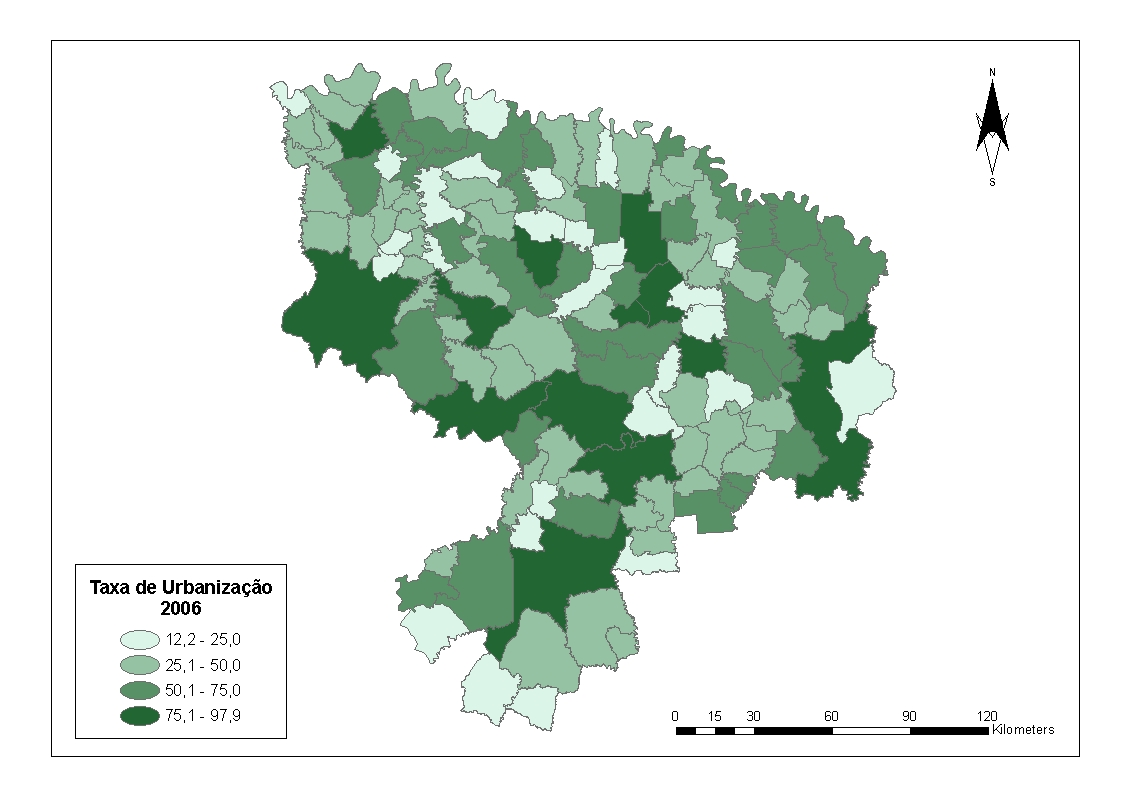 N
S
Taxa de Urbanização
2006
12,2 - 25,0
25,1 - 50,0
50,1 - 75,0
75,1 - 97,9
0 15 30 60 90 120
Kilometers